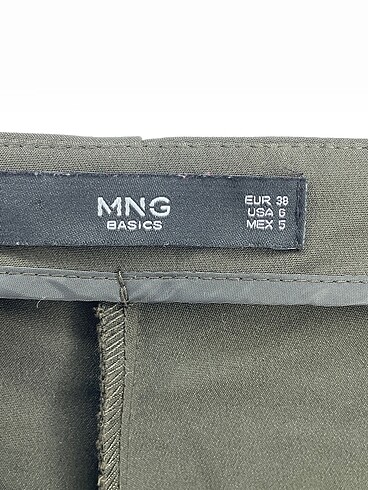 MNG
BASICS
EUR 38
USA 6
MEX 5